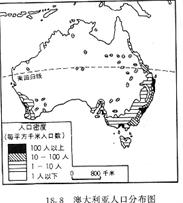 南回归线
人口密度
(每平方千米人口数)
100人以上
10-100人
1-10人
1人以下
0 800千米
18.8 澳大利亚人口分布图